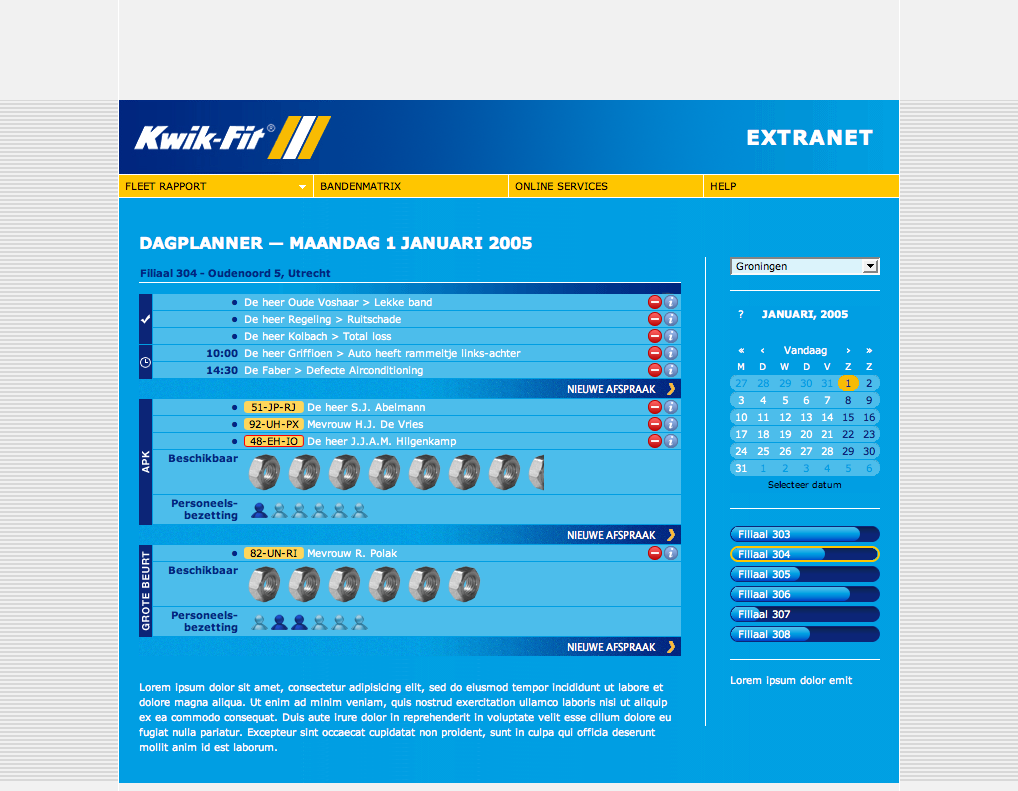 Kwik-Fit®
EXTRANET
FLEET RAPPORT
BANDENMATRIX
ONLINE SERVICES
HELP
DAGPLANNER — MAANDAG 1 JANUARI 2005
Filiaal 304 - Oudenoord 5, Utrecht
• De heer Oude Voshaar > Lekke band
• De heer Regeling > Ruitschade
• De heer Kolbach > Total loss
10:00 De heer Griffioen > Auto heeft rammeltje links-achter
14:30 De Faber > Defecte Airconditioning
NIEUWE AFSPRAAK
APK
• 51-JP-RJ De heer S.J. Abelmann
• 92-UH-PX Mevrouw H.J. De Vries
• 48-EH-IO De heer J.J.A.M. Hilgenkamp
Beschikbaar
Personeels-
bezetting
NIEUWE AFSPRAAK
GROTE BEURT
• 82-UN-RI Mevrouw R. Polak
Beschikbaar
Personeels-
bezetting
NIEUWE AFSPRAAK
Lorem ipsum dolor sit amet, consectetur adipisicing elit, sed do eiusmod tempor incididunt ut labore et
dolore magna aliqua. Ut enim ad minim veniam, quis nostrud exercitation ullamco laboris nisi ut aliquip
ex ea commodo consequat. Duis aute irure dolor in reprehenderit in voluptate velit esse cillum dolore eu
fugiat nulla pariatur. Excepteur sint occaecat cupidatat non proident, sunt in culpa qui officia deserunt
mollit anim id est laborum.
Groningen
? JANUARI, 2005
« ‹ Vandaag › »
M D W D V Z Z
27 28 29 30 31 1 2
3 4 5 6 7 8 9
10 11 12 13 14 15 16
17 18 19 20 21 22 23
24 25 26 27 28 29 30
31 1 2 3 4 5 6
Selecteer datum
Filiaal 303
Filiaal 304
Filiaal 305
Filiaal 306
Filiaal 307
Filiaal 308
Lorem ipsum dolor emit